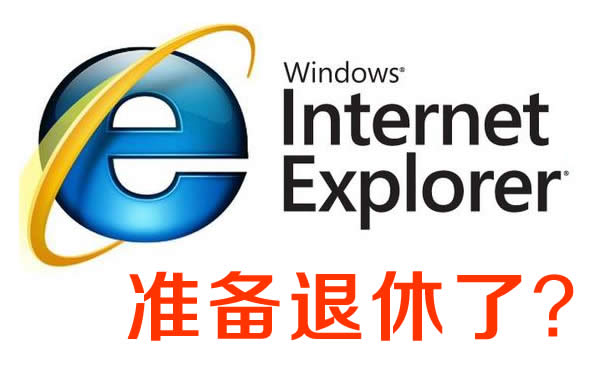 Windows®
Internet
Explorer®
准备退休了?